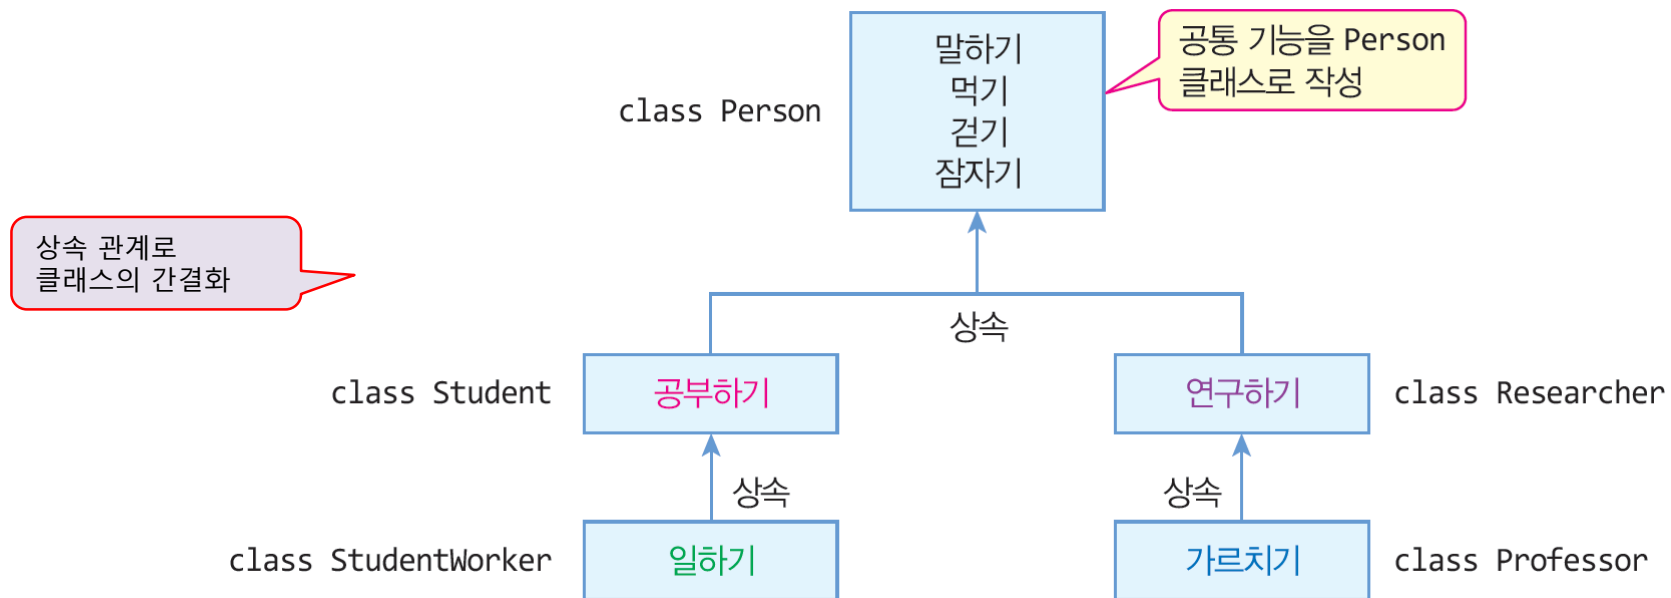 class Person
말하기
먹기
걷기
잠자기
공통 기능을 Person
클래스로 작성
상속 관계로
클래스의 간결화
상속
class Student
공부하기
연구하기
class Researcher
상속
상속
class StudentWorker
일하기
가르치기
class Professor